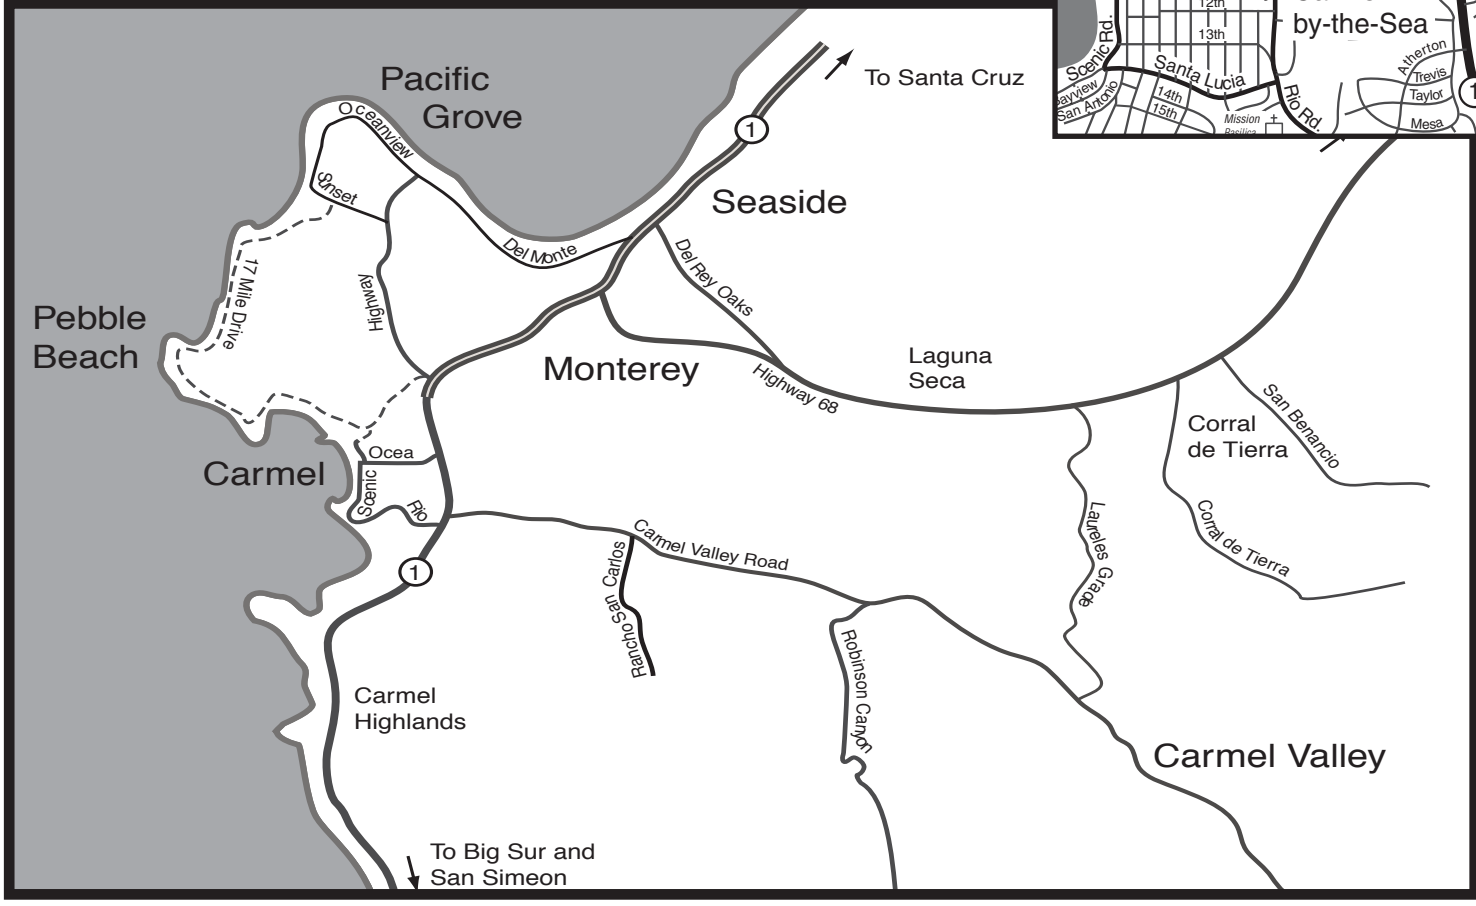 12th
by-the-Sea
13th
Scenic Rd.
Santa Lucia
Atherton
Trevis
Taylor
Mesa
1
14th
15th
San Antonio
Mission
Basilica
Rio Rd.
Pacific
Grove
Oceanview
Sunset
To Santa Cruz
1
Seaside
Del Monte
Del Rey Oaks
17 Mile Drive
Highway
Pebble
Beach
Monterey
Highway 68
Laguna
Seca
San Benancio
Corral
de Tierra
Carmel
Ocea
Scenic
Rio
Laureles Grade
Corral de Tierra
Carmel Valley Road
Rancho San Carlos
1
Robinson Canyon
Carmel
Highlands
Carmel Valley
To Big Sur and
San Simeon